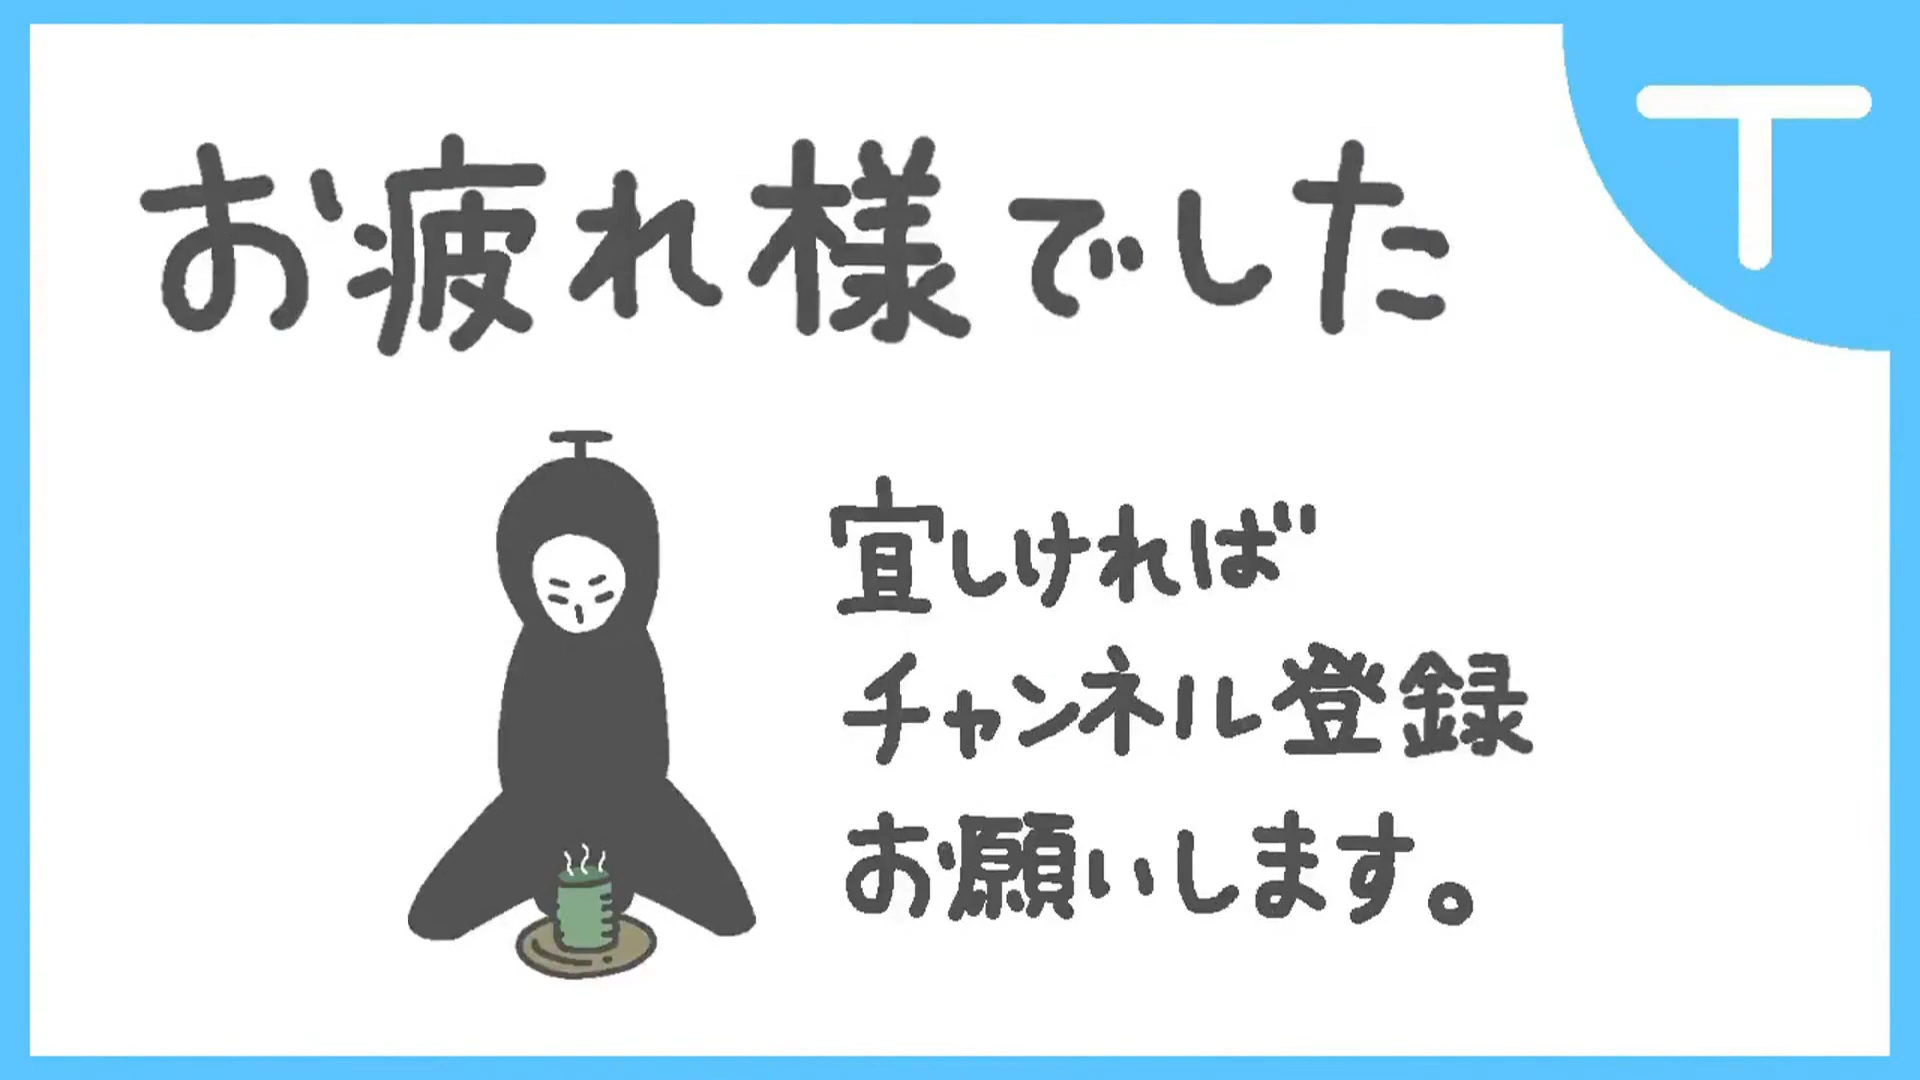 T
お疲れ様でした
宜しければ
チャンネル登録
お願いします。